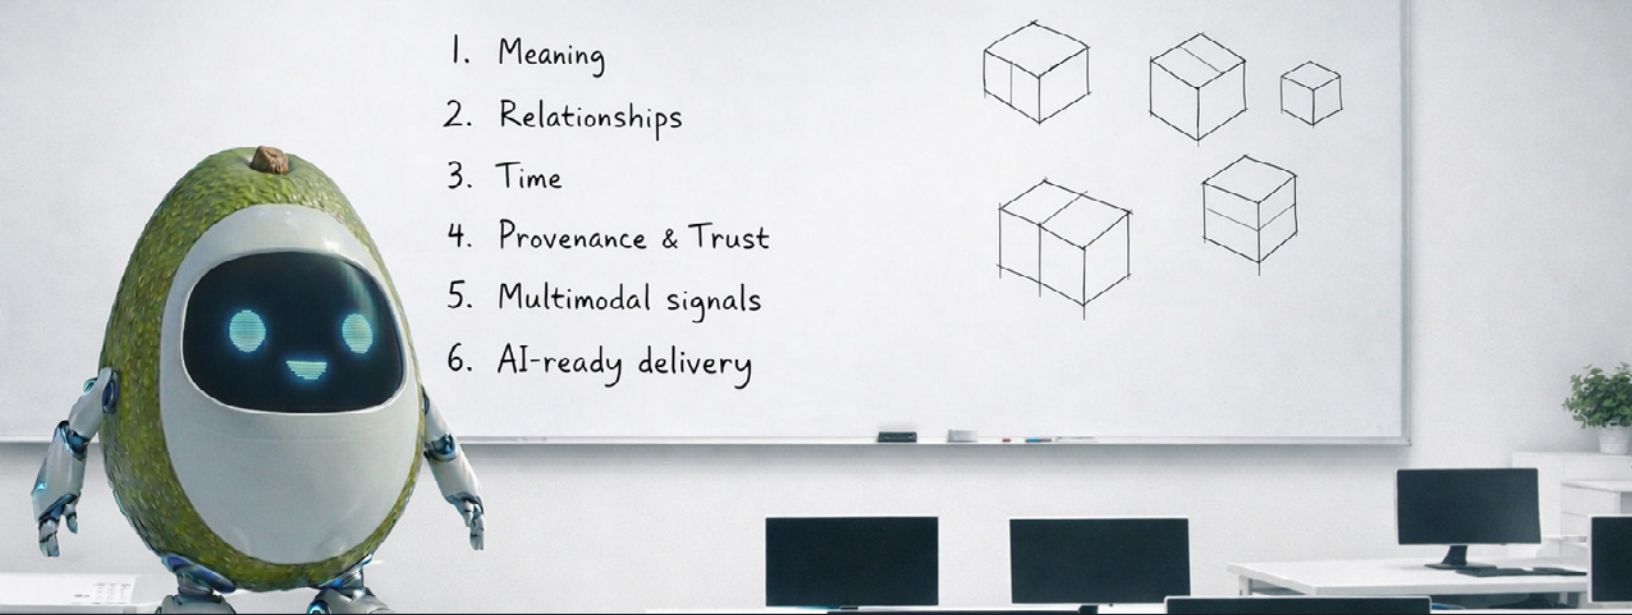 1. Meaning
2. Relationships
3. Time
4. Provenance & Trust
5. Multimodal signals
6. AI-ready delivery